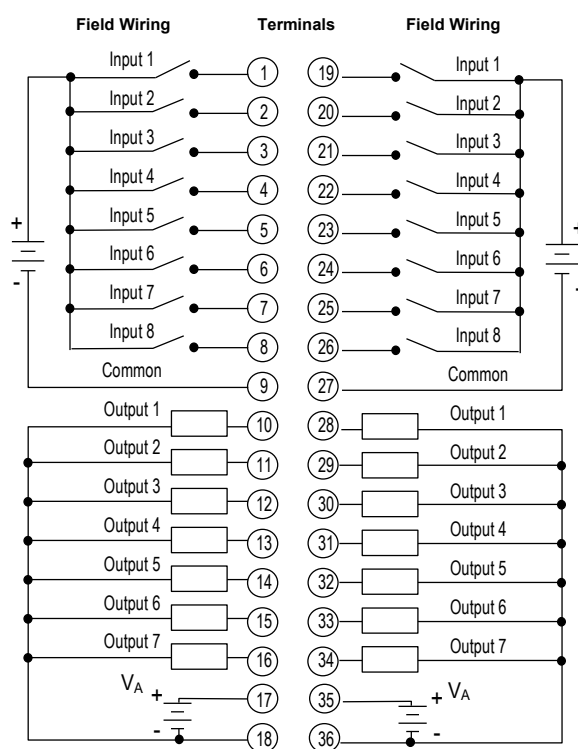 Field Wiring Terminals Field Wiring
Input 1 1 19 Input 1
Input 2 2 20 Input 2
Input 3 3 21 Input 3
Input 4 4 22 Input 4
+ Input 5 5 23 Input 5 +
- Input 6 6 24 Input 6 -
Input 7 7 25 Input 7
Input 8 8 26 Input 8
Common 9 27 Common
Output 1 10 28 Output 1
Output 2 11 29 Output 2
Output 3 12 30 Output 3
Output 4 13 31 Output 4
Output 5 14 32 Output 5
Output 6 15 33 Output 6
Output 7 16 34 Output 7
VA + 17 35 + VA
- 18 36 -